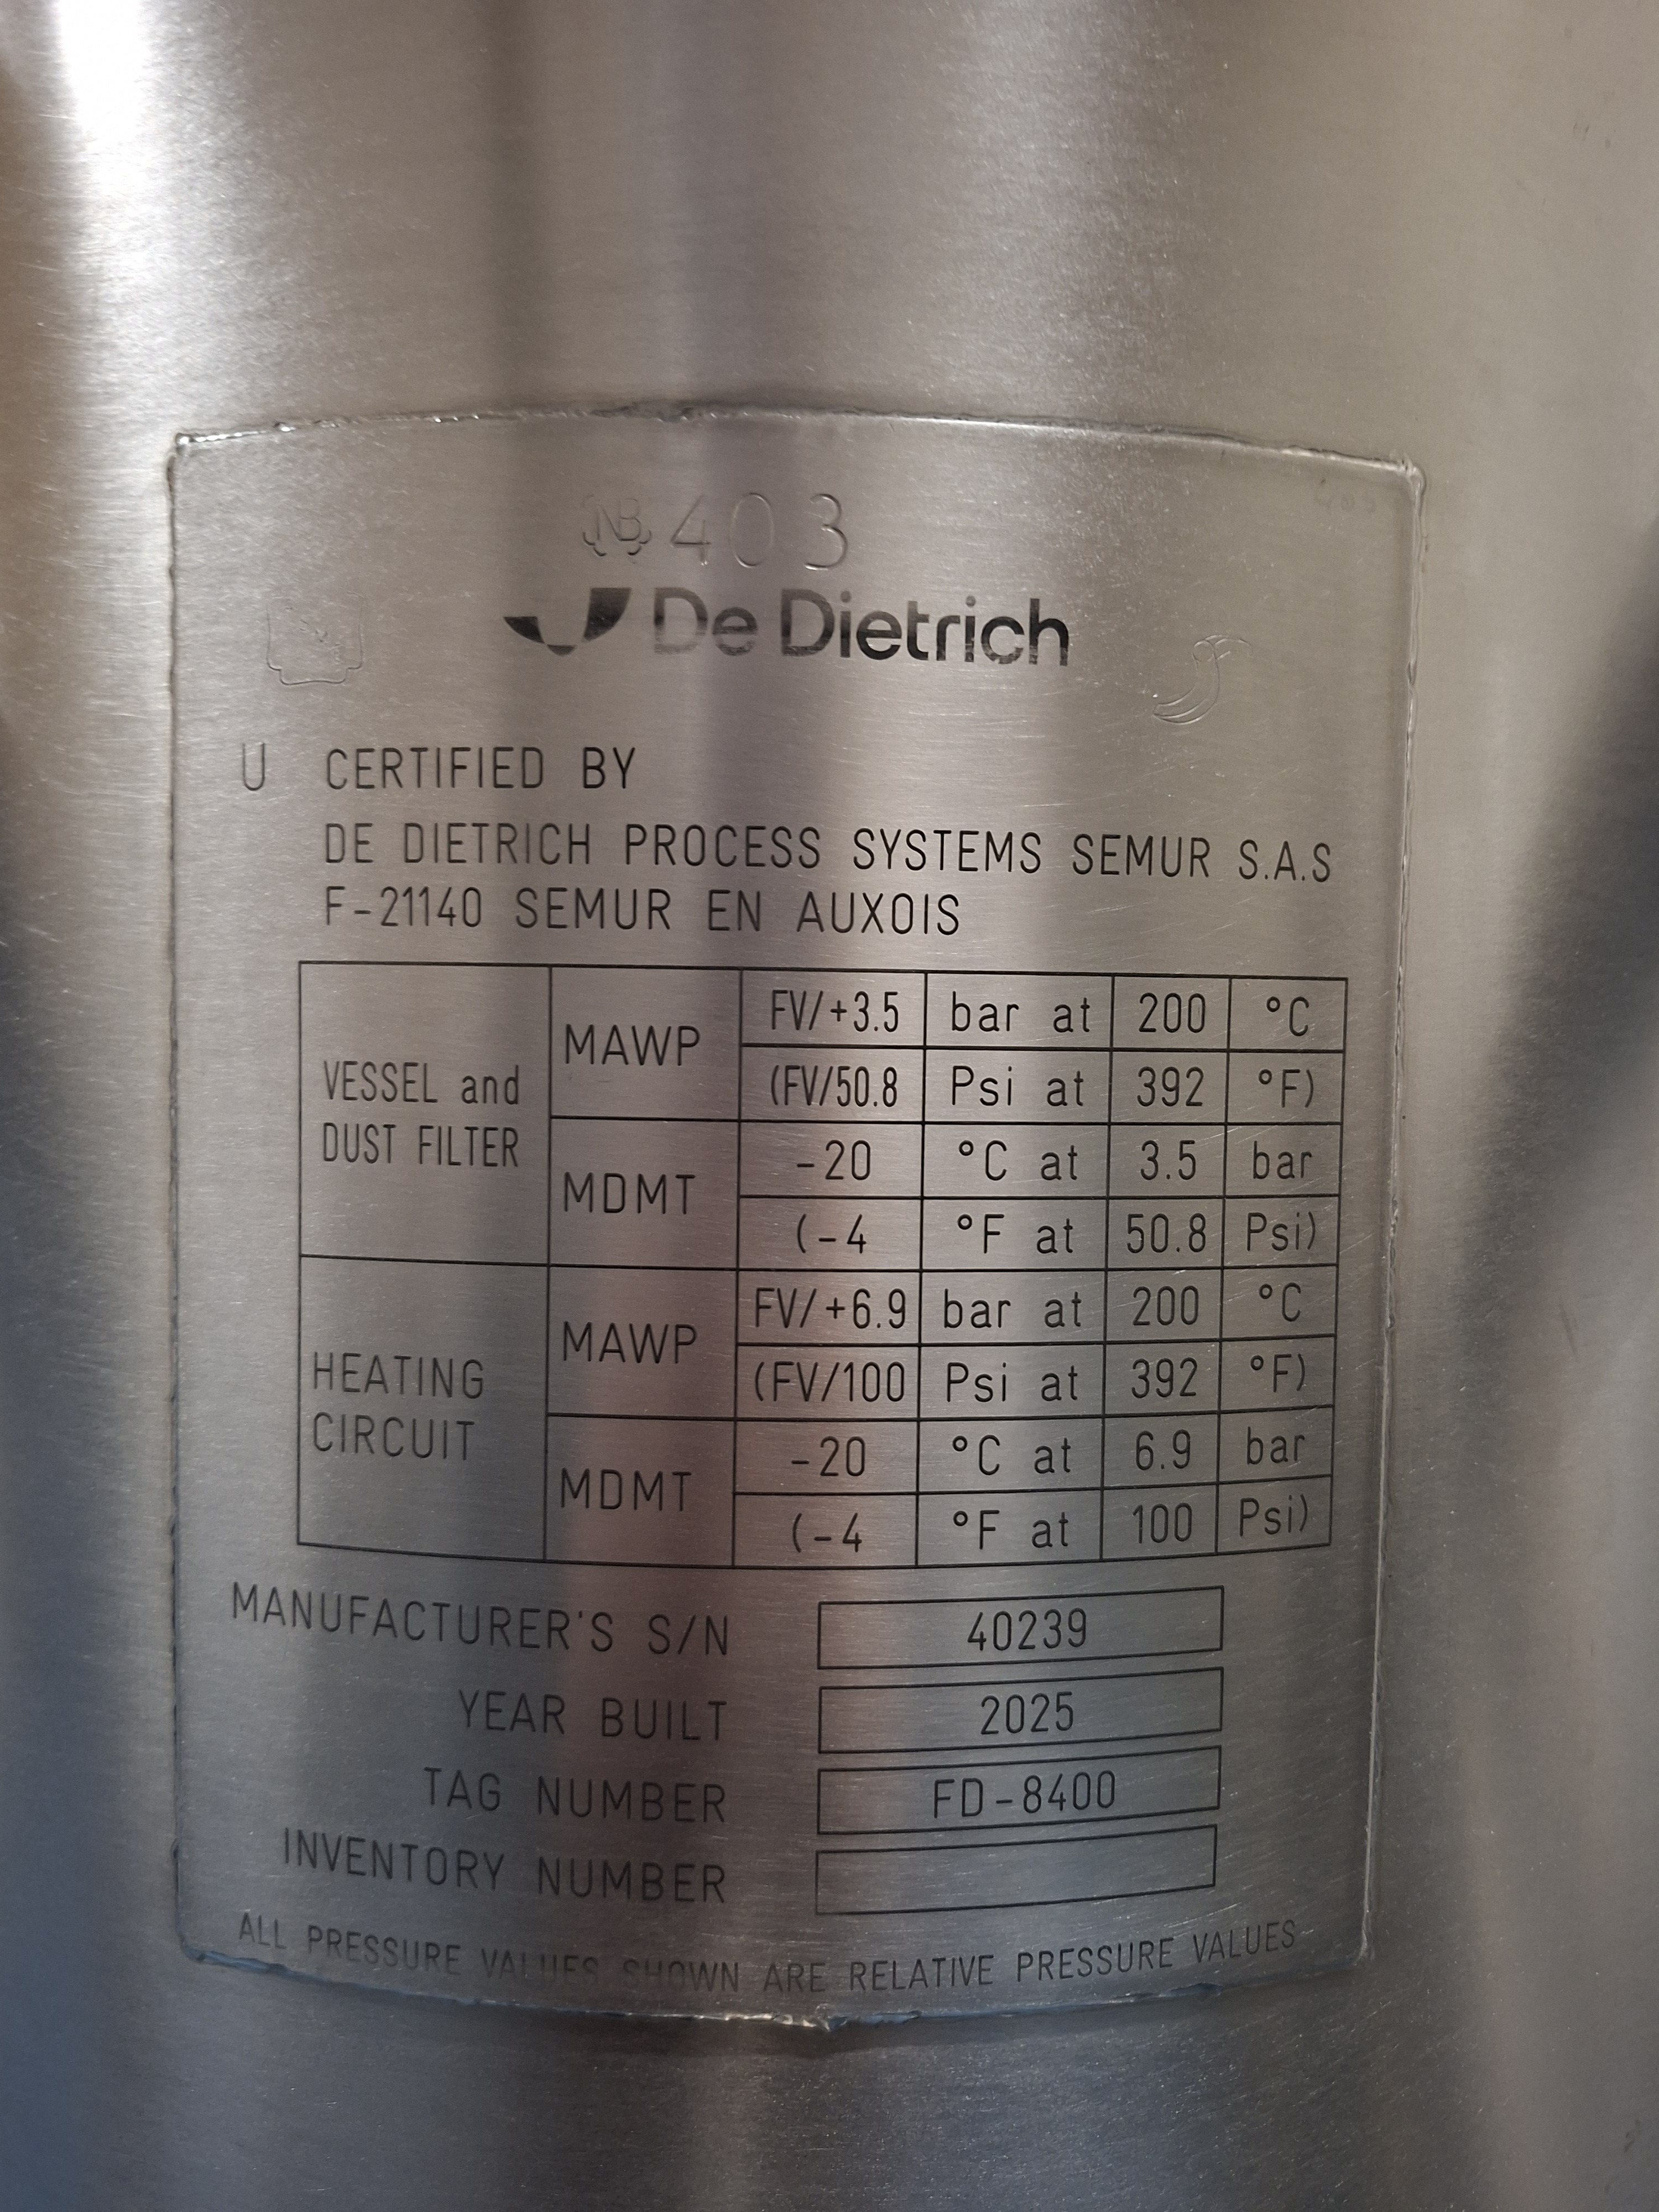 NB 403
De Dietrich
U CERTIFIED BY
DE DIETRICH PROCESS SYSTEMS SEMUR S.A.S
F-21140 SEMUR EN AUXOIS
VESSEL and DUST FILTER
MAWP FV/+3.5 bar at 200 °C
(FV/50.8 Psi at 392 °F)
MDMT -20 °C at 3.5 bar
(-4 °F at 50.8 Psi)
HEATING CIRCUIT
MAWP FV/+6.9 bar at 200 °C
(FV/100 Psi at 392 °F)
MDMT -20 °C at 6.9 bar
(-4 °F at 100 Psi)
MANUFACTURER'S S/N 40239
YEAR BUILT 2025
TAG NUMBER FD-8400
INVENTORY NUMBER
ALL PRESSURE VALUES SHOWN ARE RELATIVE PRESSURE VALUES